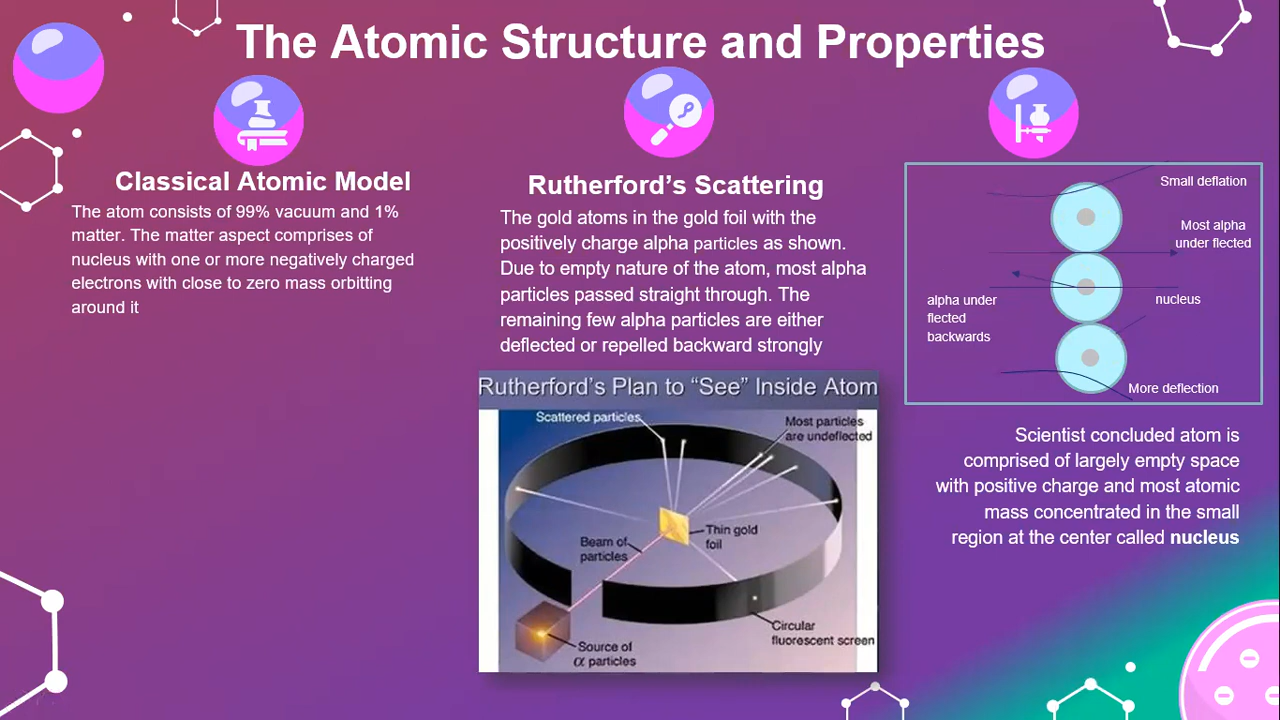 The Atomic Structure and Properties
Classical Atomic Model
The atom consists of 99% vacuum and 1%
matter. The matter aspect comprises of
nucleus with one or more negatively charged
electrons with close to zero mass orbitting
around it
Rutherford’s Scattering
The gold atoms in the gold foil with the
positively charge alpha particles as shown.
Due to empty nature of the atom, most alpha
particles passed straight through. The
remaining few alpha particles are either
deflected or repelled backward strongly
Rutherford’s Plan to “See” Inside Atom
Scattered particles
Most particles
are undeflected
Thin gold
foil
Beam of
particles
Circular
fluorescent screen
Source of
α particles
Small deflation
Most alpha
under flected
alpha under
flected
backwards
nucleus
More deflection
Scientist concluded atom is
comprised of largely empty space
with positive charge and most atomic
mass concentrated in the small
region at the center called nucleus